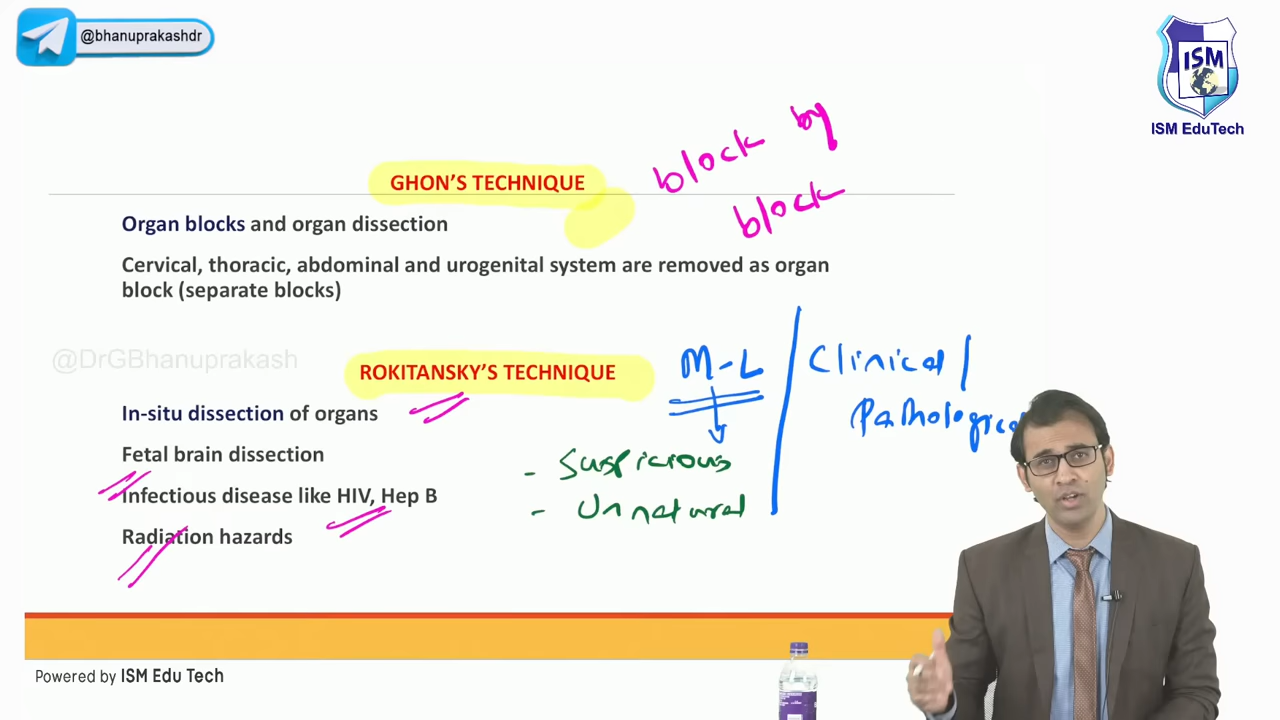 @bhanuprakashdr
ISM
ISM EduTech
GHON'S TECHNIQUE
block by
block
Organ blocks and organ dissection
Cervical, thoracic, abdominal and urogenital system are removed as organ
block (separate blocks)
@DrGBhanuprakash
ROKITANSKY'S TECHNIQUE
M-L
Clinical/
Pathologica
In-situ dissection of organs
Fetal brain dissection
- Suspicious
Infectious disease like HIV, Hep B
- Unnatural
Radiation hazards
Powered by ISM Edu Tech